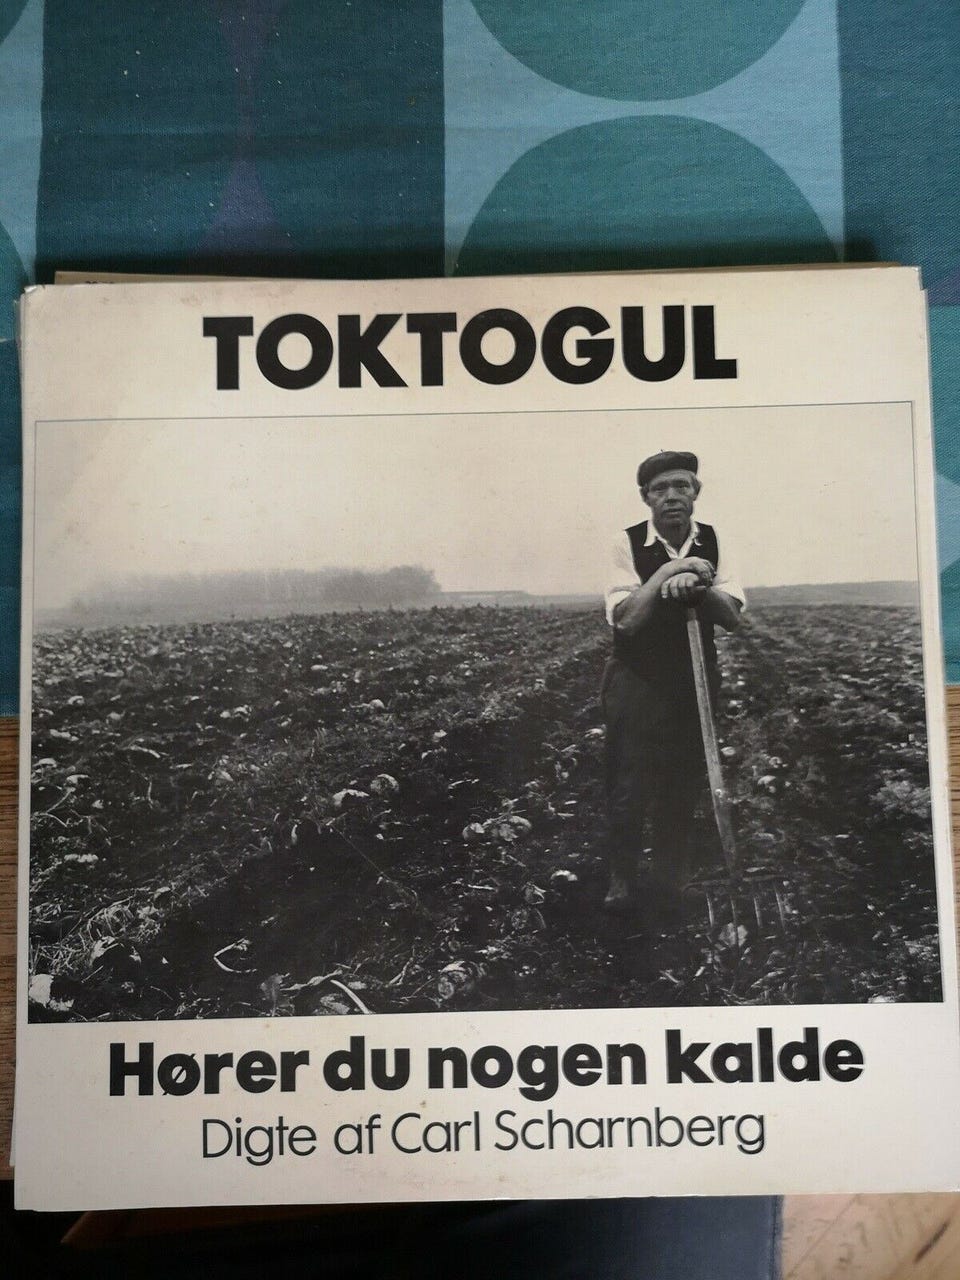 TOKTOGUL
Hører du nogen kalde
Digte af Carl Scharnberg